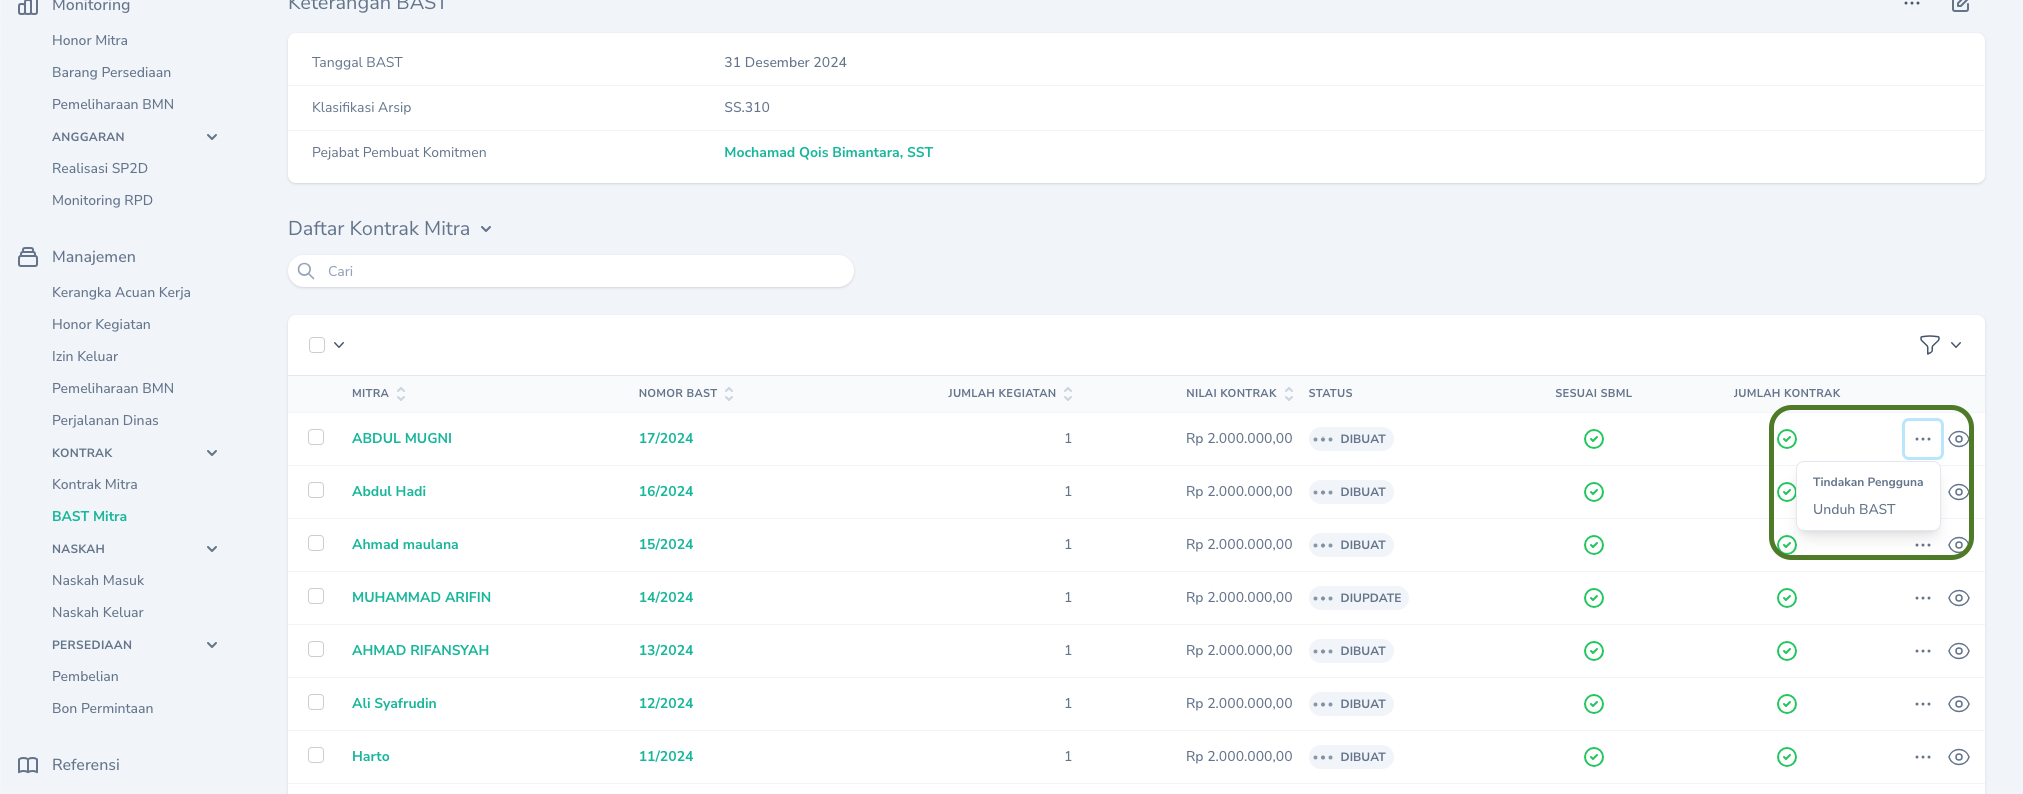 Monitoring
Honor Mitra
Barang Persediaan
Pemeliharaan BMN
ANGGARAN
Realisasi SP2D
Monitoring RPD
Manajemen
Kerangka Acuan Kerja
Honor Kegiatan
Izin Keluar
Pemeliharaan BMN
Perjalanan Dinas
KONTRAK
Kontrak Mitra
BAST Mitra
NASKAH
Naskah Masuk
Naskah Keluar
PERSEDIAAN
Pembelian
Bon Permintaan
Referensi
Keterangan BAST
Tanggal BAST 31 Desember 2024
Klasifikasi Arsip SS.310
Pejabat Pembuat Komitmen Mochamad Qois Bimantara, SST
Daftar Kontrak Mitra
Cari
MITRA NOMOR BAST JUMLAH KEGIATAN NILAI KONTRAK STATUS SESUAI SBML JUMLAH KONTRAK
ABDUL MUGNI 17/2024 1 Rp 2.000.000,00 DIBUAT
Tindakan Pengguna
Unduh BAST
Abdul Hadi 16/2024 1 Rp 2.000.000,00 DIBUAT
Ahmad maulana 15/2024 1 Rp 2.000.000,00 DIBUAT
MUHAMMAD ARIFIN 14/2024 1 Rp 2.000.000,00 DIUPDATE
AHMAD RIFANSYAH 13/2024 1 Rp 2.000.000,00 DIBUAT
Ali Syafrudin 12/2024 1 Rp 2.000.000,00 DIBUAT
Harto 11/2024 1 Rp 2.000.000,00 DIBUAT